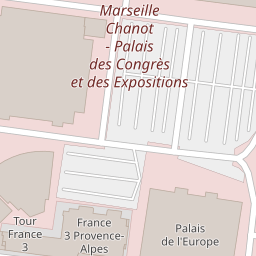 Marseille
Chanot
- Palais
des Congrès
et des Expositions
Tour
France
3
France
3 Provence-
Alpes
Palais
de l'Europe